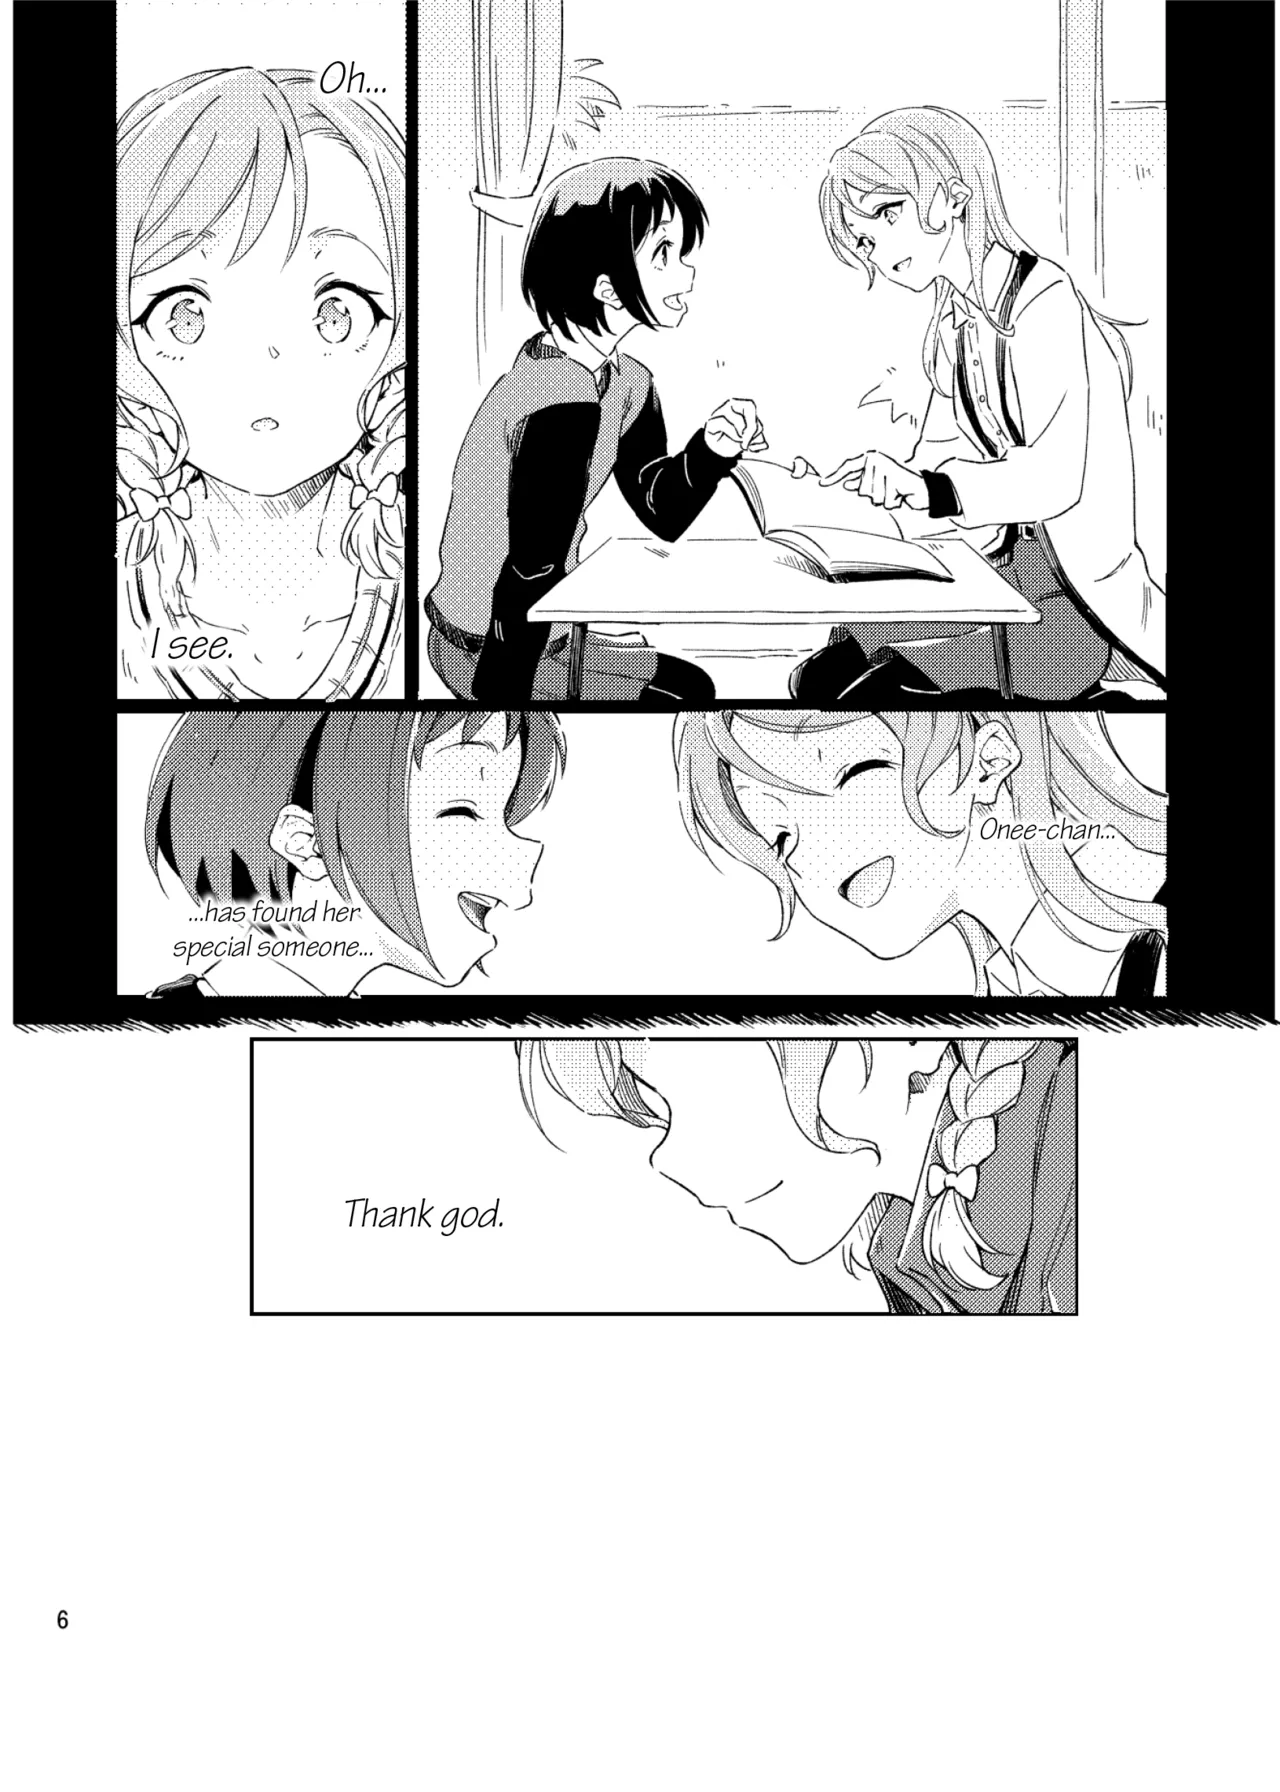 Oh...
I see.
Onee-chan...
...has found her
special someone...
Thank god.
6